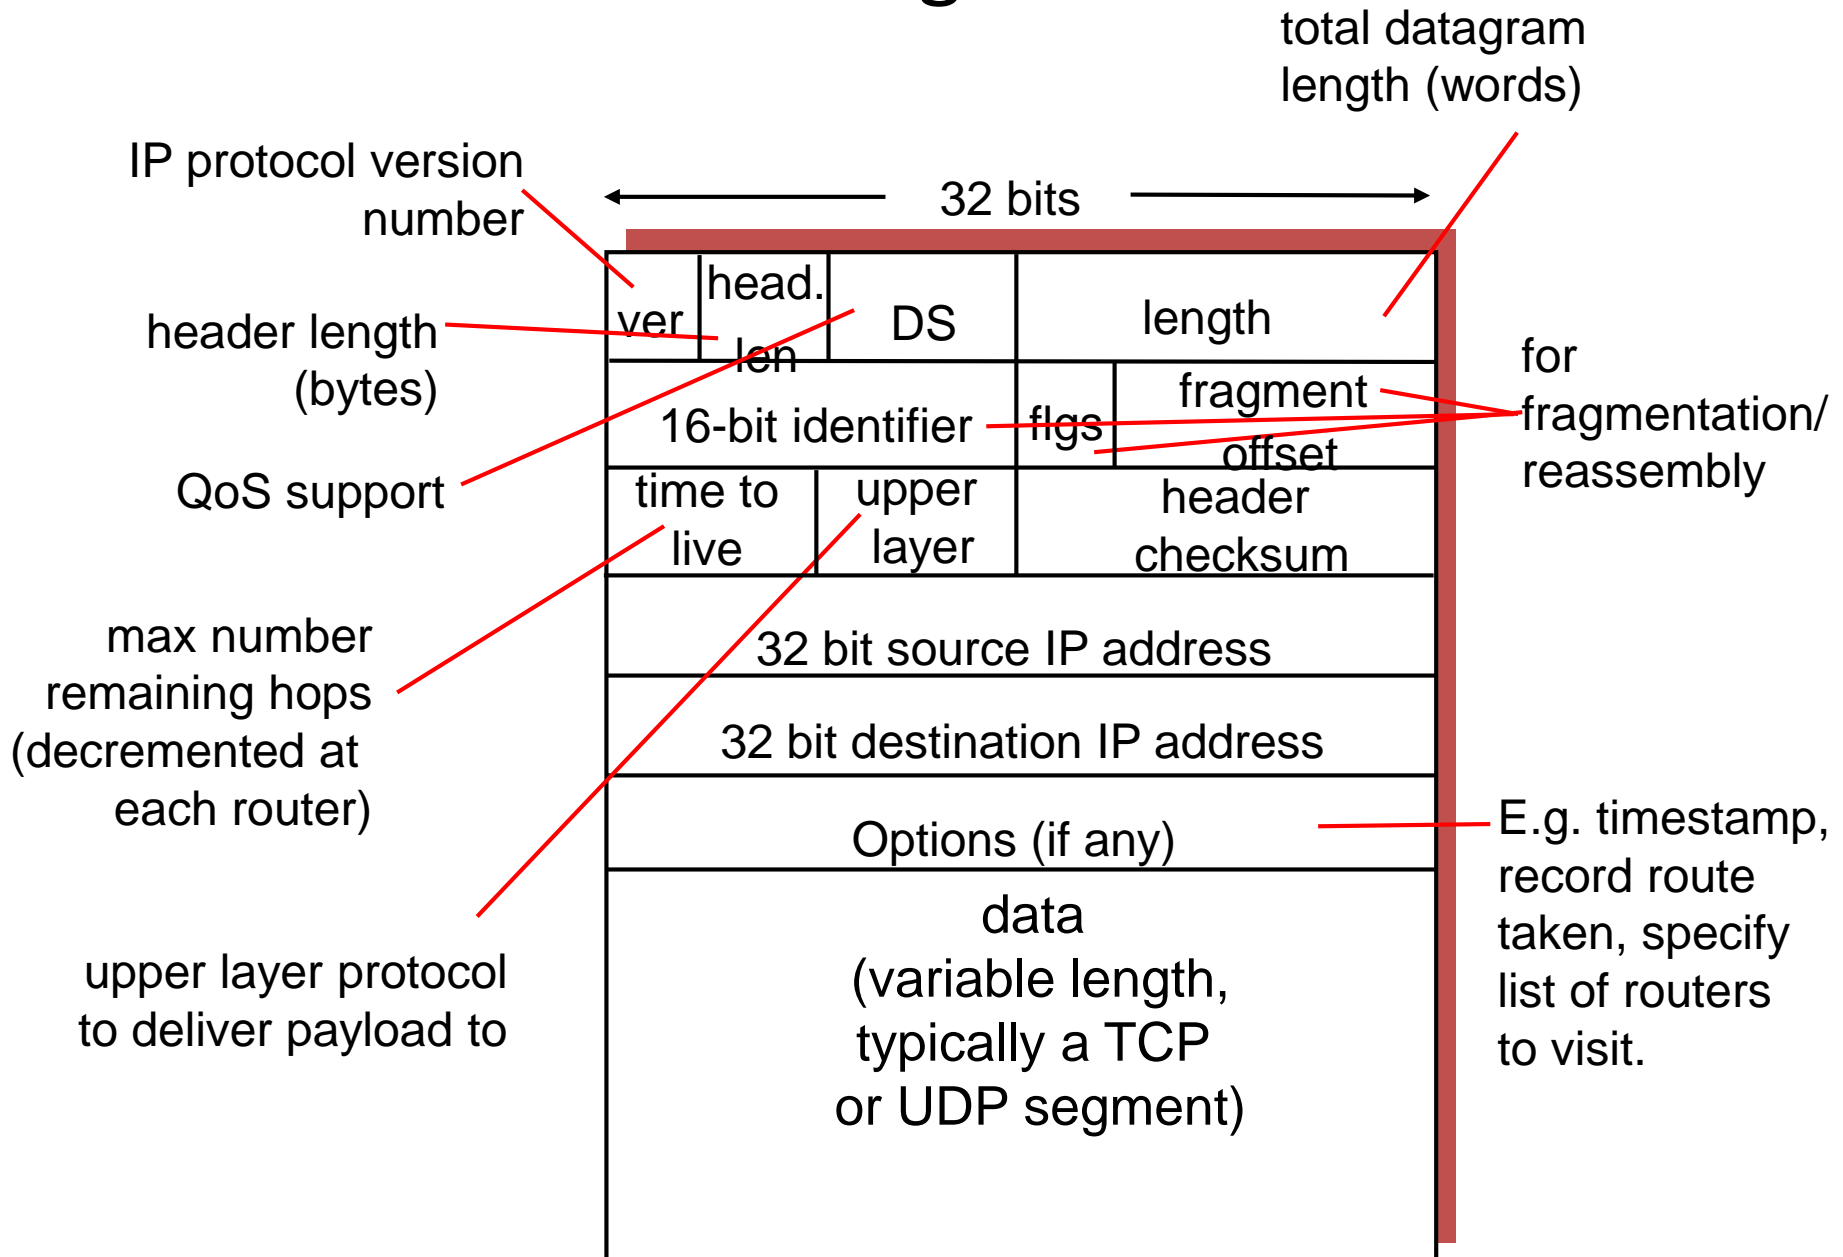 total datagram
length (words)
IP protocol version
number
32 bits
header length
(bytes)
ver
head.
len
DS
length
for
fragmentation/
reassembly
16-bit identifier
flgs
fragment
offset
QoS support
time to
live
upper
layer
header
checksum
max number
remaining hops
(decremented at
each router)
32 bit source IP address
32 bit destination IP address
Options (if any)
E.g. timestamp,
record route
taken, specify
list of routers
to visit.
upper layer protocol
to deliver payload to
data
(variable length,
typically a TCP
or UDP segment)